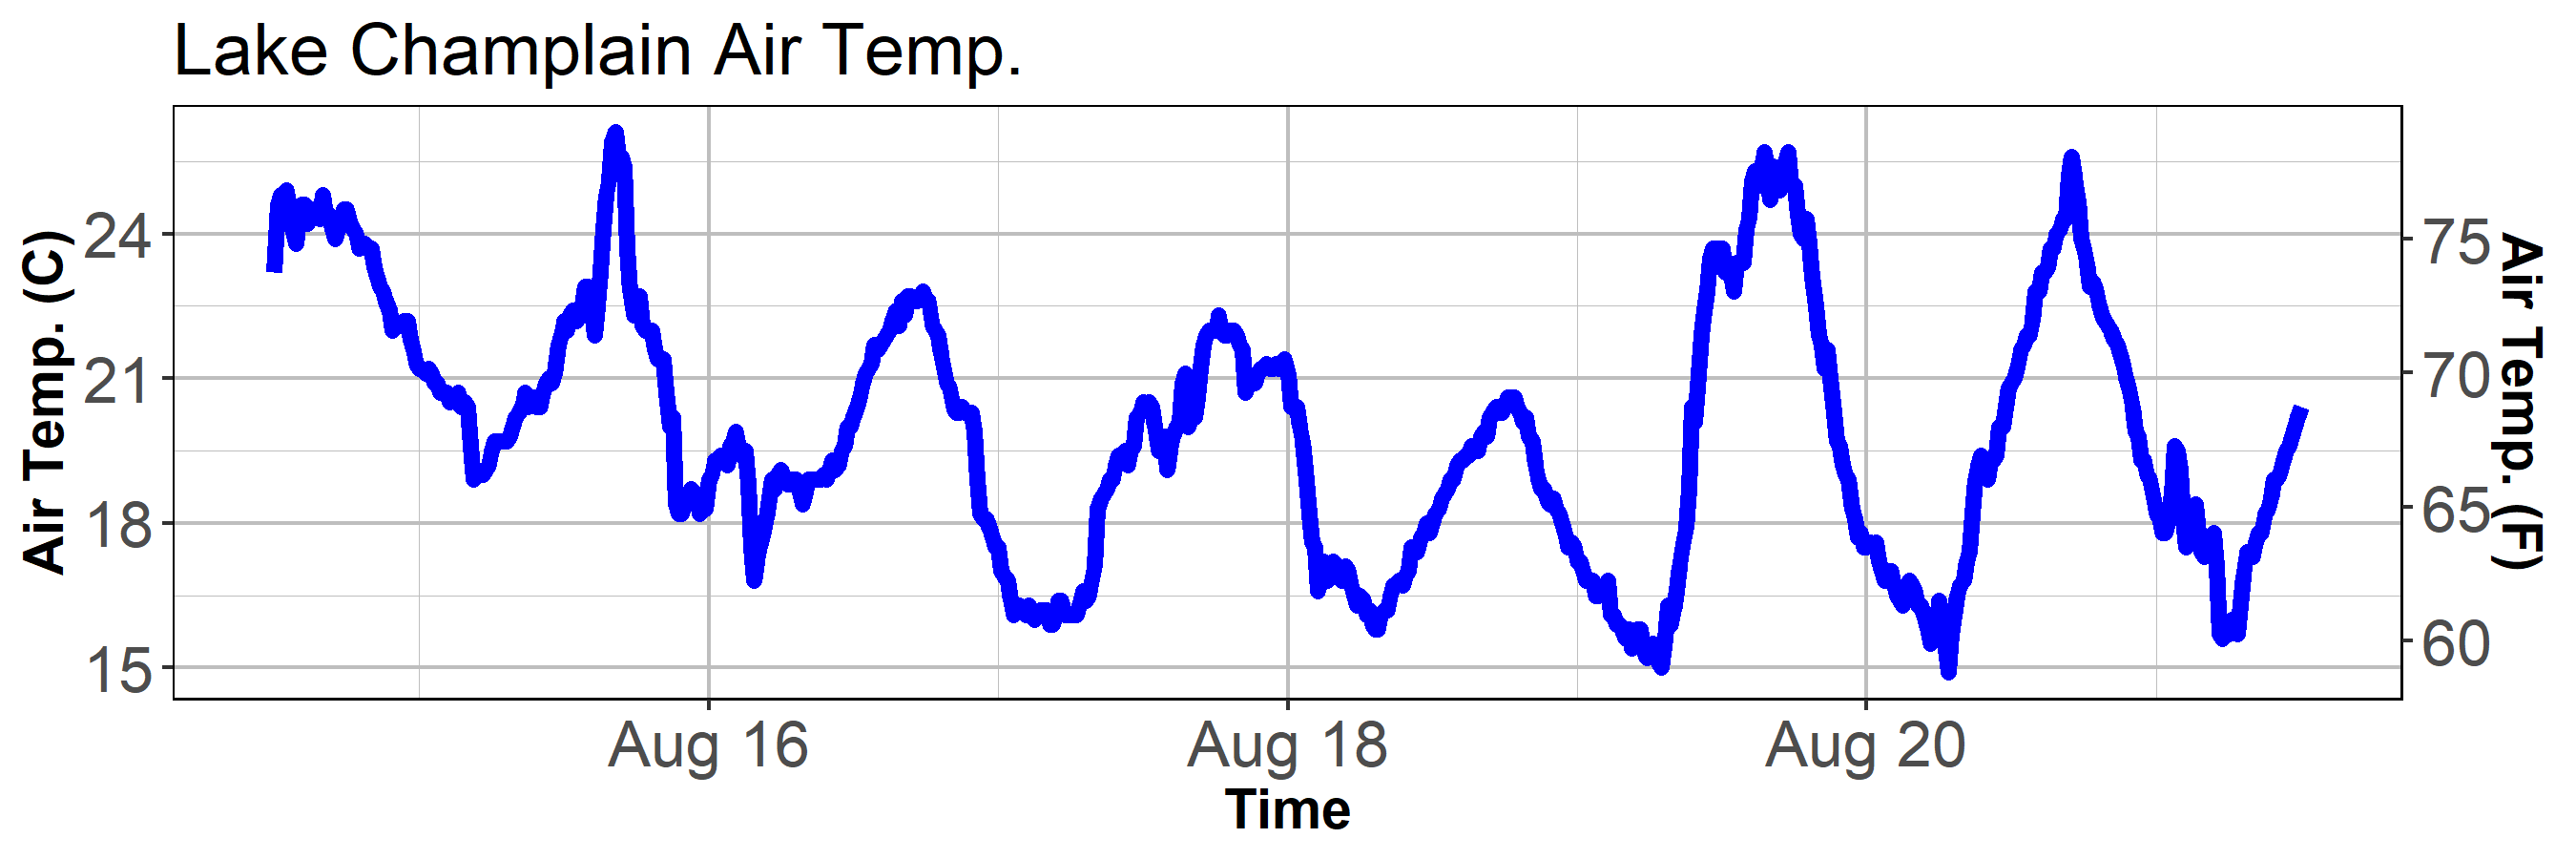 Lake Champlain Air Temp.
Air Temp. (C)
24
21
18
15
75
70
65
60
Air Temp. (F)
Aug 16
Aug 18
Aug 20
Time